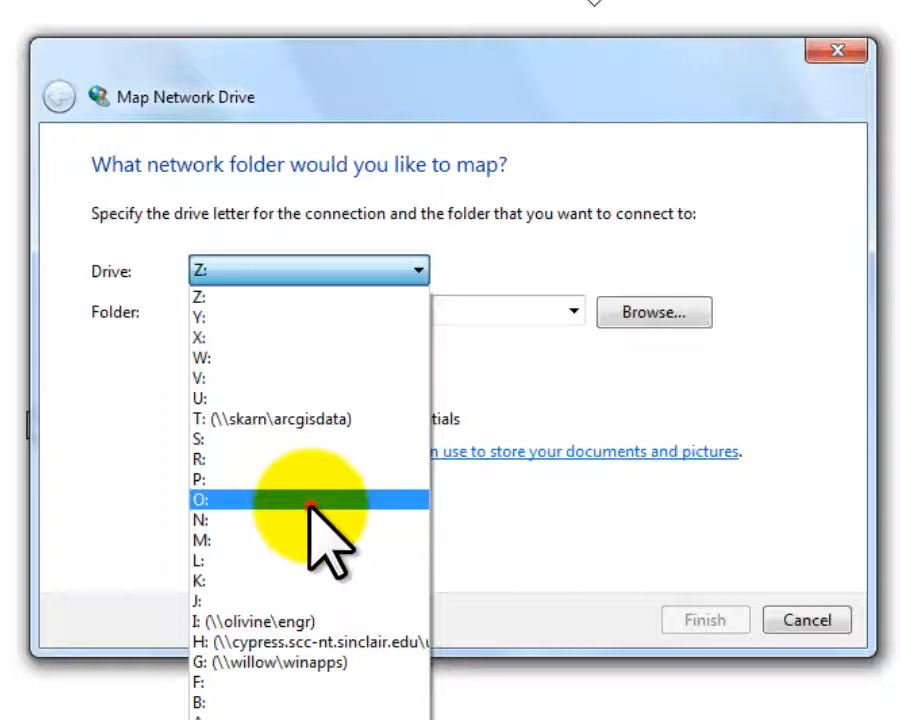 Map Network Drive
What network folder would you like to map?
Specify the drive letter for the connection and the folder that you want to connect to:
Drive:
Z:
Folder:
Browse...
Z:
Y:
X:
W:
V:
U:
T: (\\skarn\arcgisdata)
S:
R:
P:
O:
N:
M:
L:
K:
J:
I: (\\olivine\engr)
H: (\\cypress.scc-nt.sinclair.edu\u
G: (\\willow\winapps)
F:
B:
tials
n use to store your documents and pictures.
Finish
Cancel